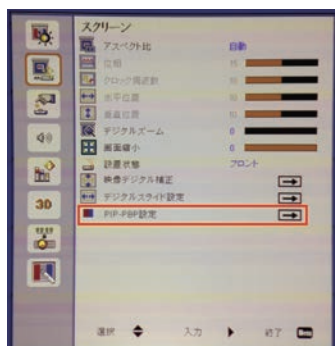 スクリーン
アスペクト比 自動
位相 15
クロック周波数 15
水平位置 10
垂直位置 10
デジタルズーム 0
画面縮小 0
設置状態 フロント
映像デジタル補正
デジタルスライド設定
PIP-PBP設定
3D
選択 入力 終了